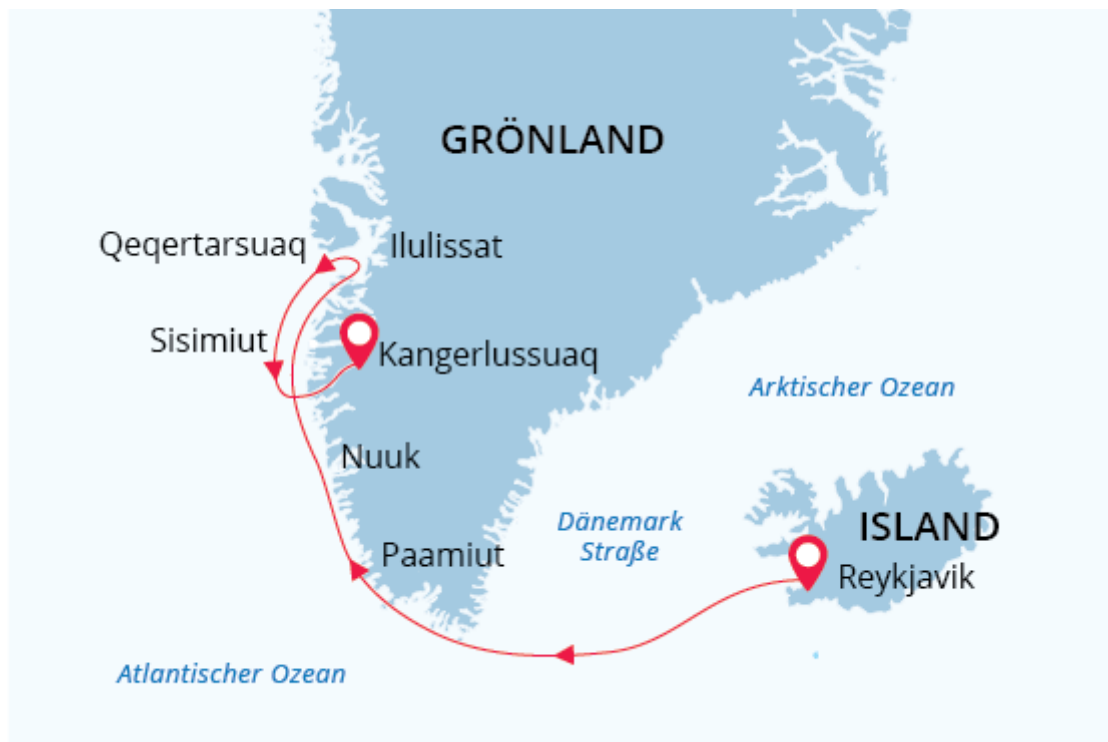 GRÖNLAND
Qeqertarsuaq
Ilulissat
Sisimiut
Kangerlussuaq
Arktischer Ozean
Nuuk
Dänemark
Straße
ISLAND
Paamiut
Reykjavik
Atlantischer Ozean